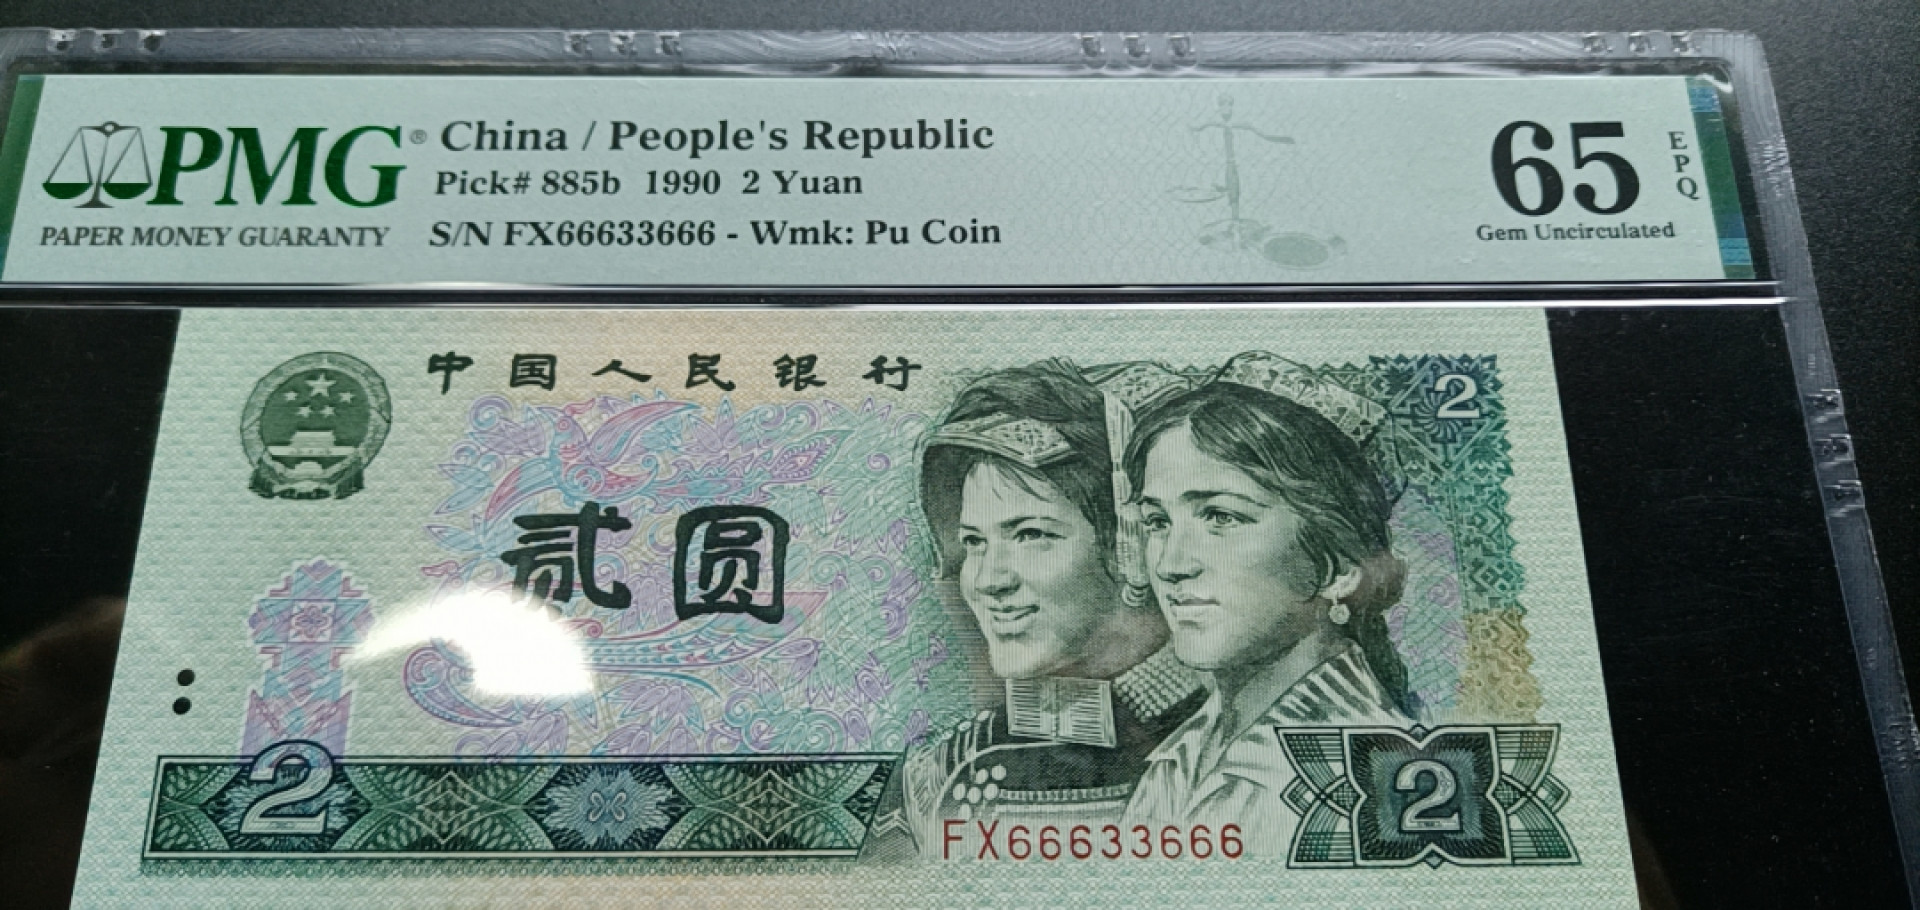 PMG® China / People's Republic
Pick# 885b 1990 2 Yuan
PAPER MONEY GUARANTY S/N FX66633666 - Wmk: Pu Coin
65 EPQ
Gem Uncirculated
中国人民银行
2
贰圆
2
2
FX66633666